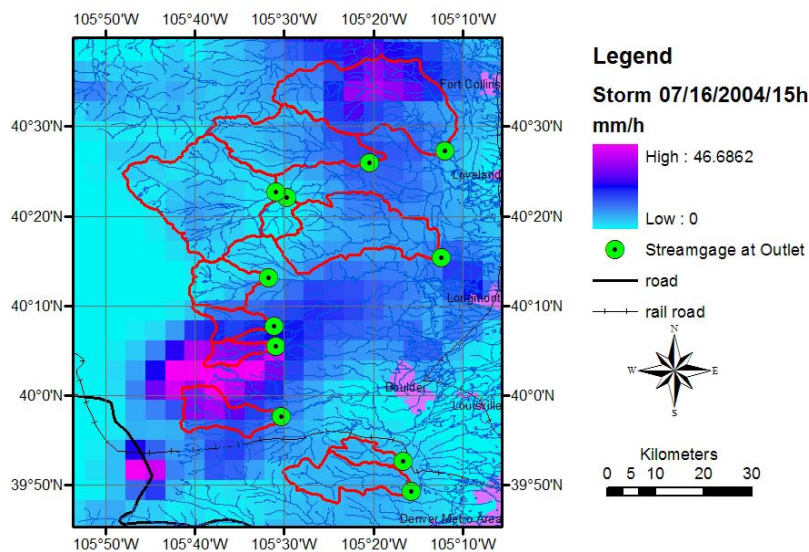 105°50'W 105°40'W 105°30'W 105°20'W 105°10'W
Legend
Storm 07/16/2004/15h
mm/h
High : 46.6862
Low : 0
Streamgage at Outlet
road
rail road
N
W E
S
Kilometers
0 5 10 20 30
40°30'N 40°30'N
40°20'N 40°20'N
40°10'N 40°10'N
40°0'N 40°0'N
39°50'N 39°50'N
Fort Collins
Loveland
Longmont
Boulder
Louisville
Denver Metro Area
105°50'W 105°40'W 105°30'W 105°20'W 105°10'W